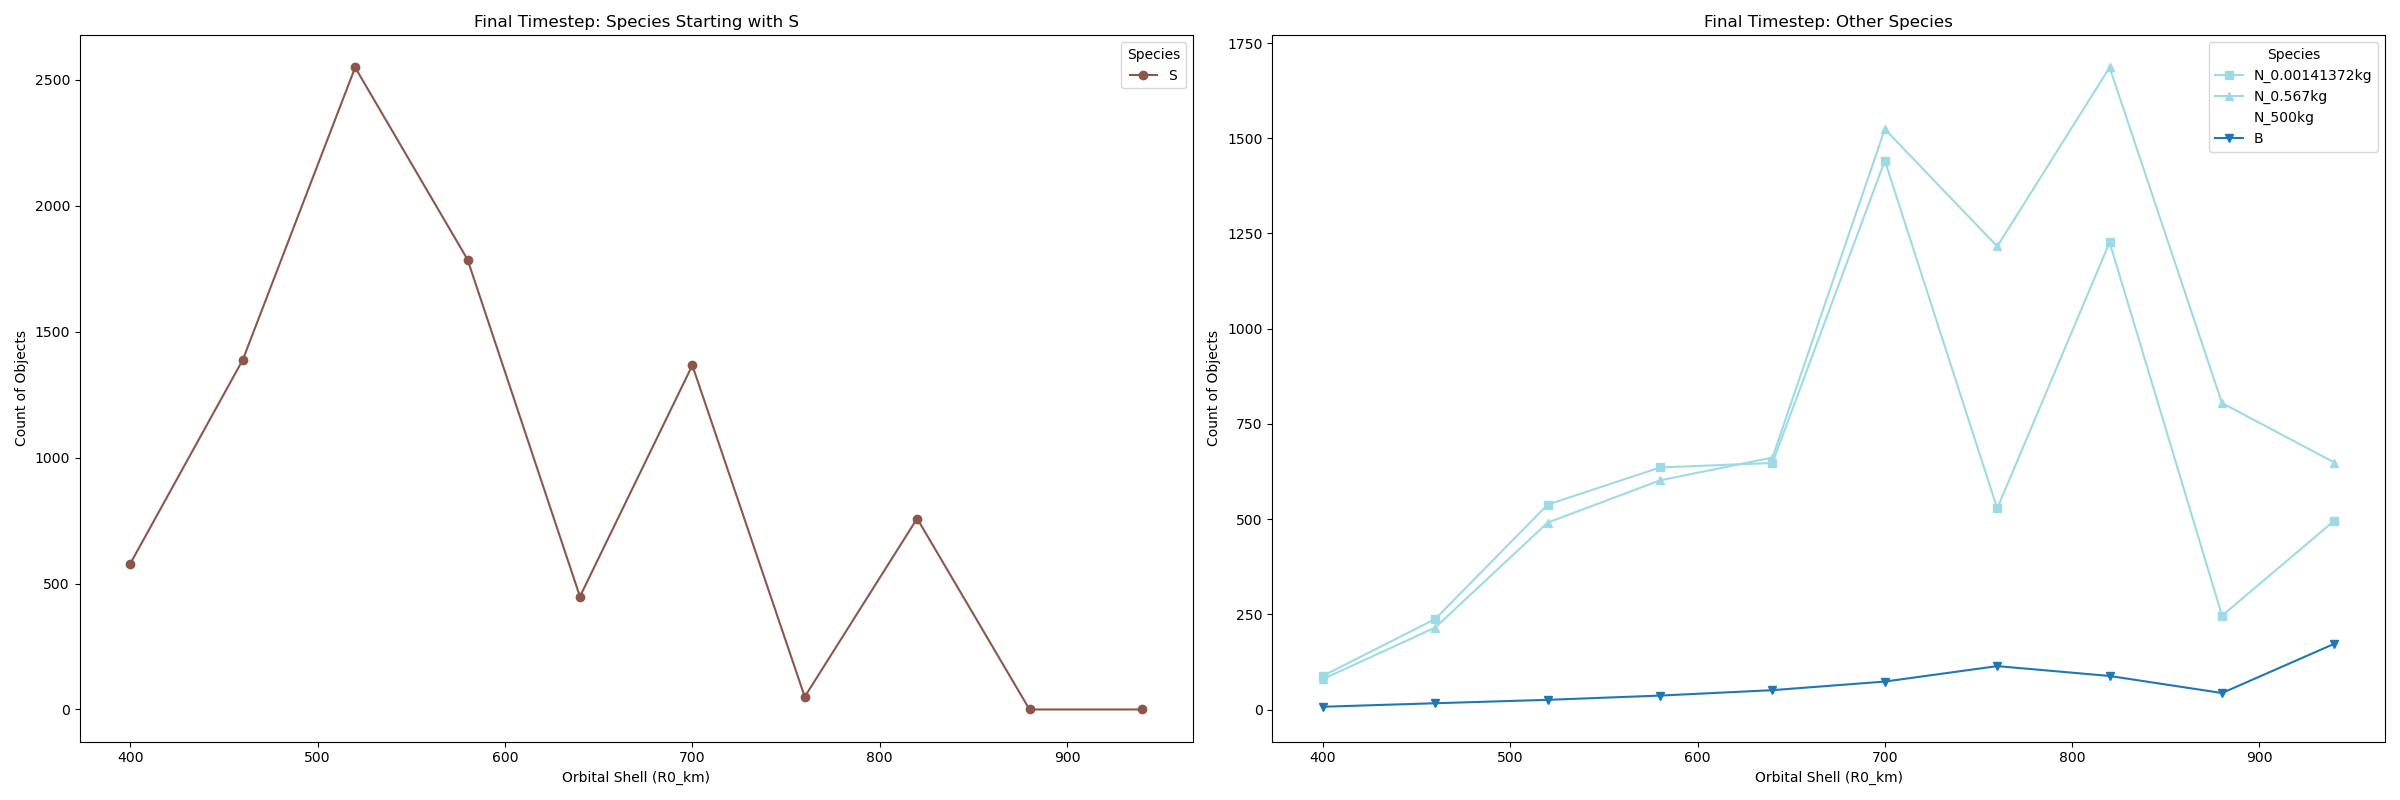 Final Timestep: Species Starting with S
Count of Objects
2500
2000
1500
1000
500
0
400
500
600
700
800
900
Orbital Shell (R0_km)
Species
S
Final Timestep: Other Species
Count of Objects
1750
1500
1250
1000
750
500
250
0
400
500
600
700
800
900
Orbital Shell (R0_km)
Species
N_0.00141372kg
N_0.567kg
N_500kg
B